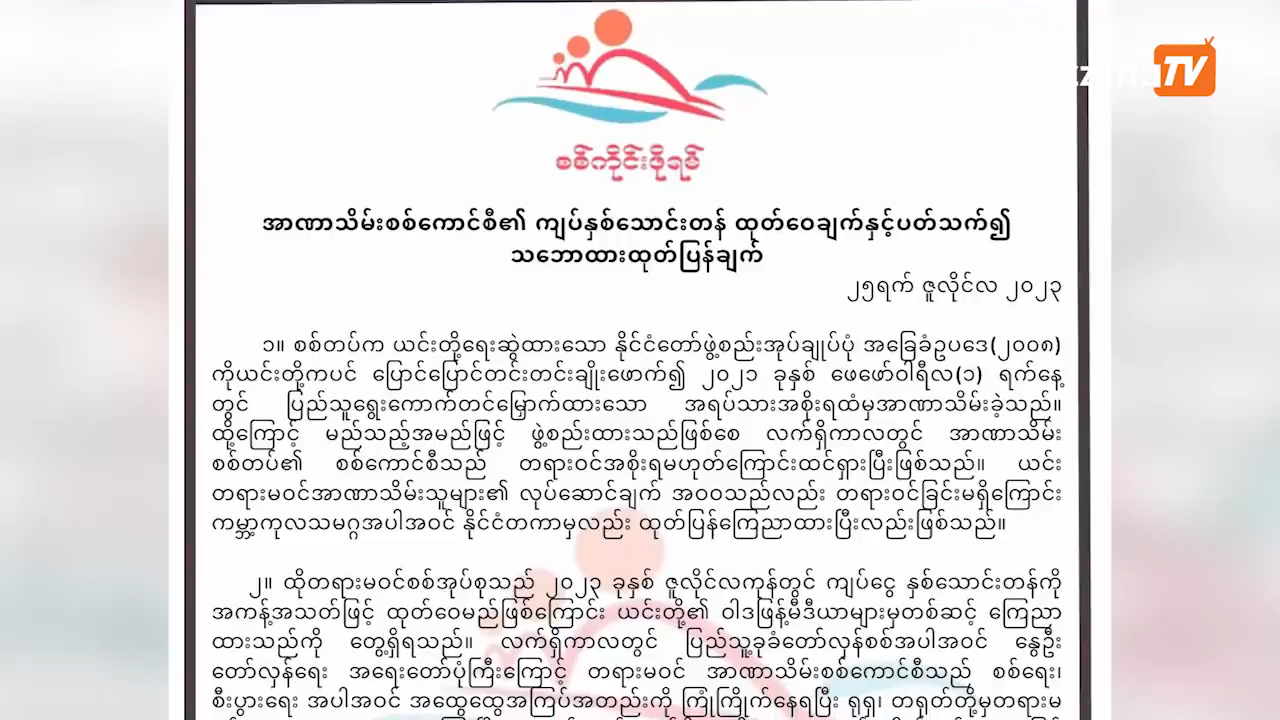 TV
စစ်ကိုင်းဖိုရမ်
အာဏာသိမ်းစစ်ကောင်စီ၏ ကျပ်နှစ်သောင်းတန် ထုတ်ဝေချက်နှင့်ပတ်သက်၍
သဘောထားထုတ်ပြန်ချက်
၂၅ရက် ဇူလိုင်လ ၂၀၂၃
၁။ စစ်တပ်က ယင်းတို့ရေးဆွဲထားသော နိုင်ငံတော်ဖွဲ့စည်းအုပ်ချုပ်ပုံ အခြေခံဥပဒေ(၂၀၀၈)
ကိုယင်းတို့ကပင် ပြောင်ပြောင်တင်းတင်းချိုးဖောက်၍ ၂၀၂၁ ခုနှစ် ဖေဖော်ဝါရီလ(၁) ရက်နေ့
တွင် ပြည်သူရွေးကောက်တင်မြှောက်ထားသော အရပ်သားအစိုးရထံမှအာဏာသိမ်းခဲ့သည်။
ထို့ကြောင့် မည်သည့်အမည်ဖြင့် ဖွဲ့စည်းထားသည်ဖြစ်စေ လက်ရှိကာလတွင် အာဏာသိမ်း
စစ်တပ်၏ စစ်ကောင်စီသည် တရားဝင်အစိုးရမဟုတ်ကြောင်းထင်ရှားပြီးဖြစ်သည်။ ယင်း
တရားမဝင်အာဏာသိမ်းသူများ၏ လုပ်ဆောင်ချက် အဝဝသည်လည်း တရားဝင်ခြင်းမရှိကြောင်း
ကမ္ဘာ့ကုလသမဂ္ဂအပါအဝင် နိုင်ငံတကာမှလည်း ထုတ်ပြန်ကြေညာထားပြီးလည်းဖြစ်သည်။
၂။ ထိုတရားမဝင်စစ်အုပ်စုသည် ၂၀၂၃ ခုနှစ် ဇူလိုင်လကုန်တွင် ကျပ်ငွေ နှစ်သောင်းတန်ကို
အကန့်အသတ်ဖြင့် ထုတ်ဝေမည်ဖြစ်ကြောင်း ယင်းတို့၏ ဝါဒဖြန့်မီဒီယာများမှတစ်ဆင့် ကြေညာ
ထားသည်ကို တွေ့ရှိရသည်။ လက်ရှိကာလတွင် ပြည်သူ့ခုခံတော်လှန်စစ်အပါအဝင် နွေဦး
တော်လှန်ရေး အရေးတော်ပုံကြီးကြောင့် တရားမဝင် အာဏာသိမ်းစစ်ကောင်စီသည် စစ်ရေး၊
စီးပွားရေး အပါအဝင် အထွေထွေအကြပ်အတည်းကို ကြုံကြိုက်နေရပြီး ရုရှ၊ တရုတ်တို့မှတရားမ